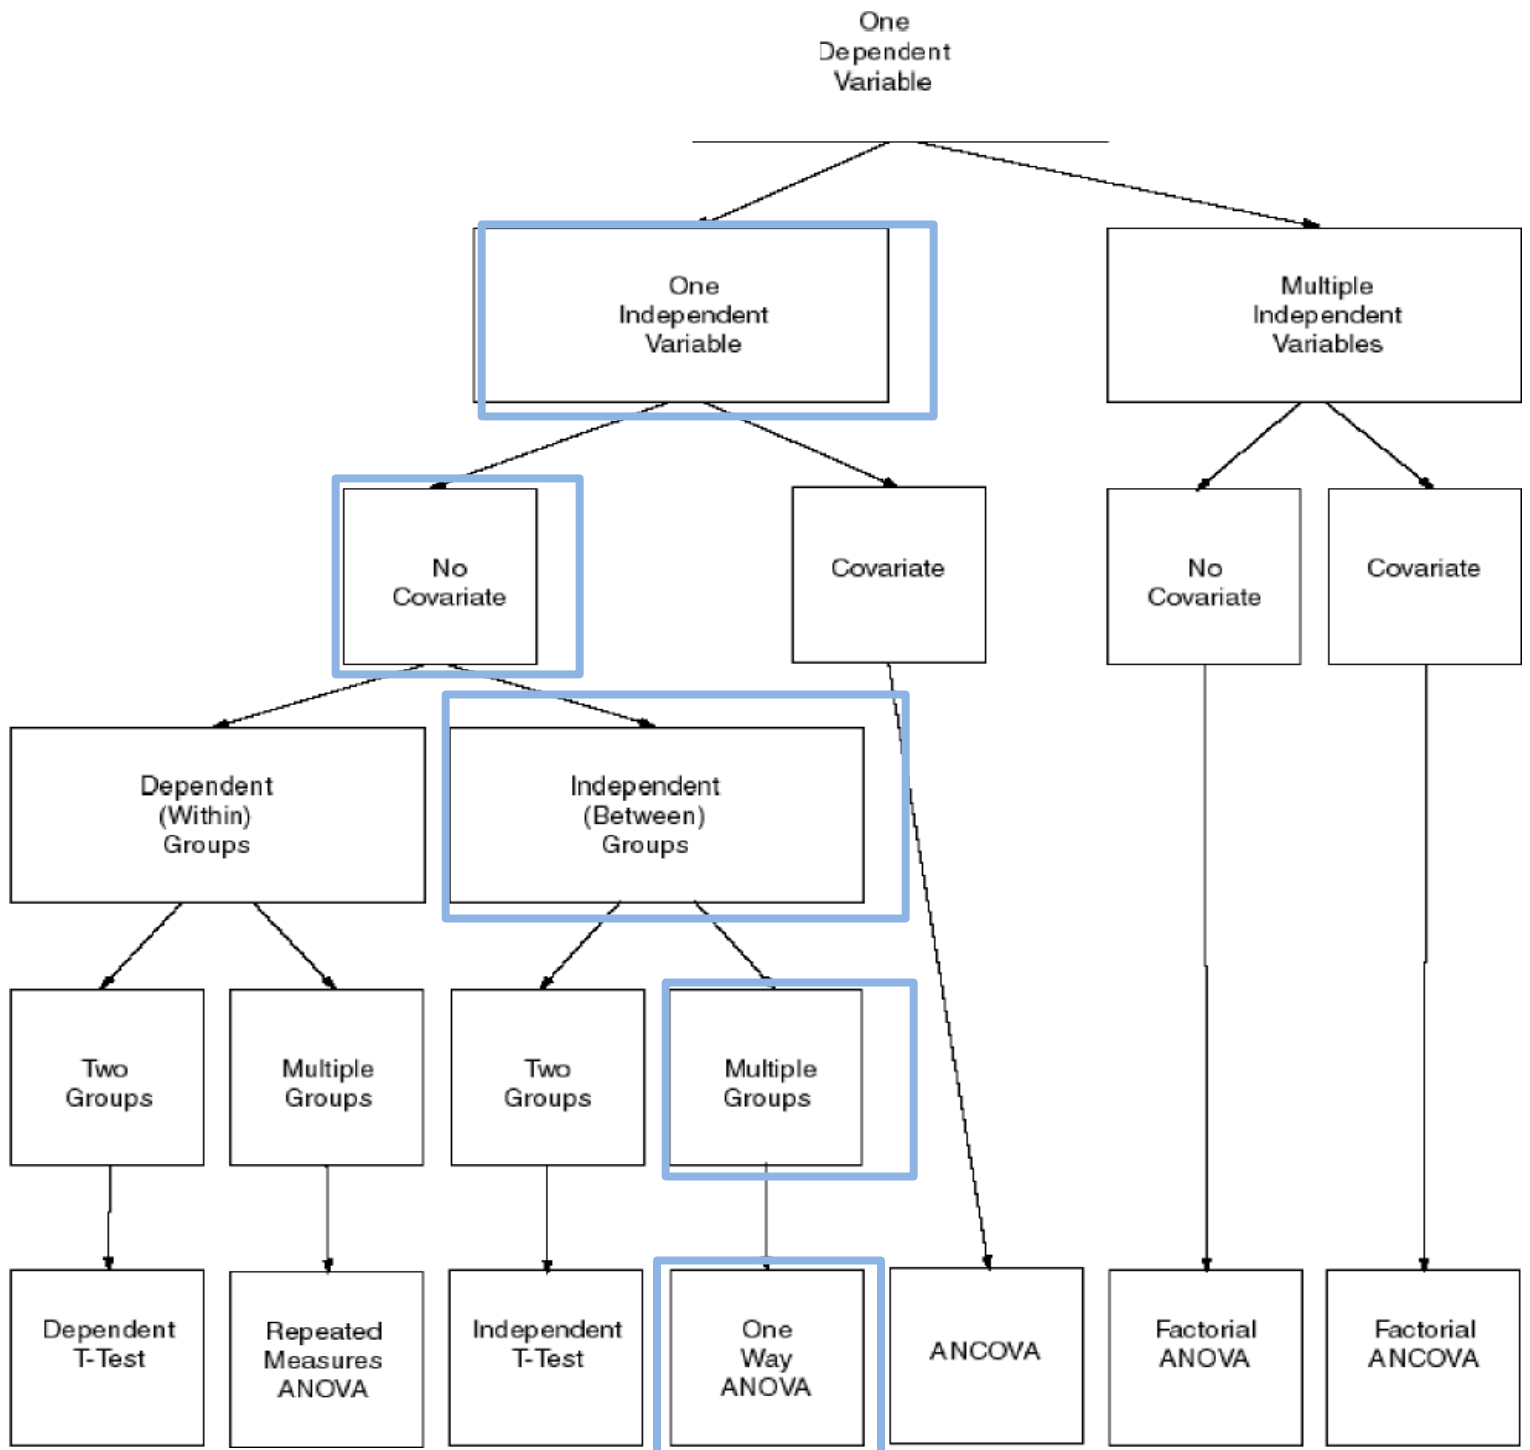 One
Dependent
Variable
One
Independent
Variable
Multiple
Independent
Variables
No
Covariate
Covariate
No
Covariate
Covariate
Dependent
(Within)
Groups
Independent
(Between)
Groups
Two
Groups
Multiple
Groups
Two
Groups
Multiple
Groups
Dependent
T-Test
Repeated
Measures
ANOVA
Independent
T-Test
One
Way
ANOVA
ANCOVA
Factorial
ANOVA
Factorial
ANCOVA